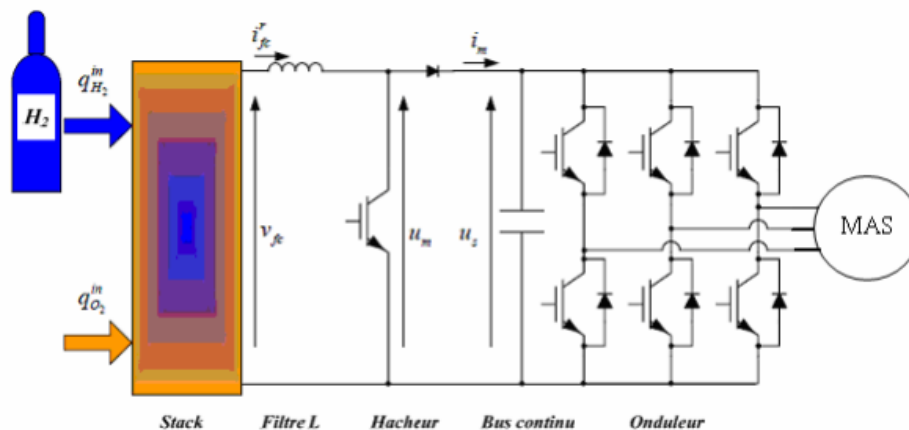 i^r_fc
i_m
q^in_H2
H2
v_fc
u_m
u_s
MAS
q^in_O2
Stack
Filtre L
Hacheur
Bus continu
Onduleur